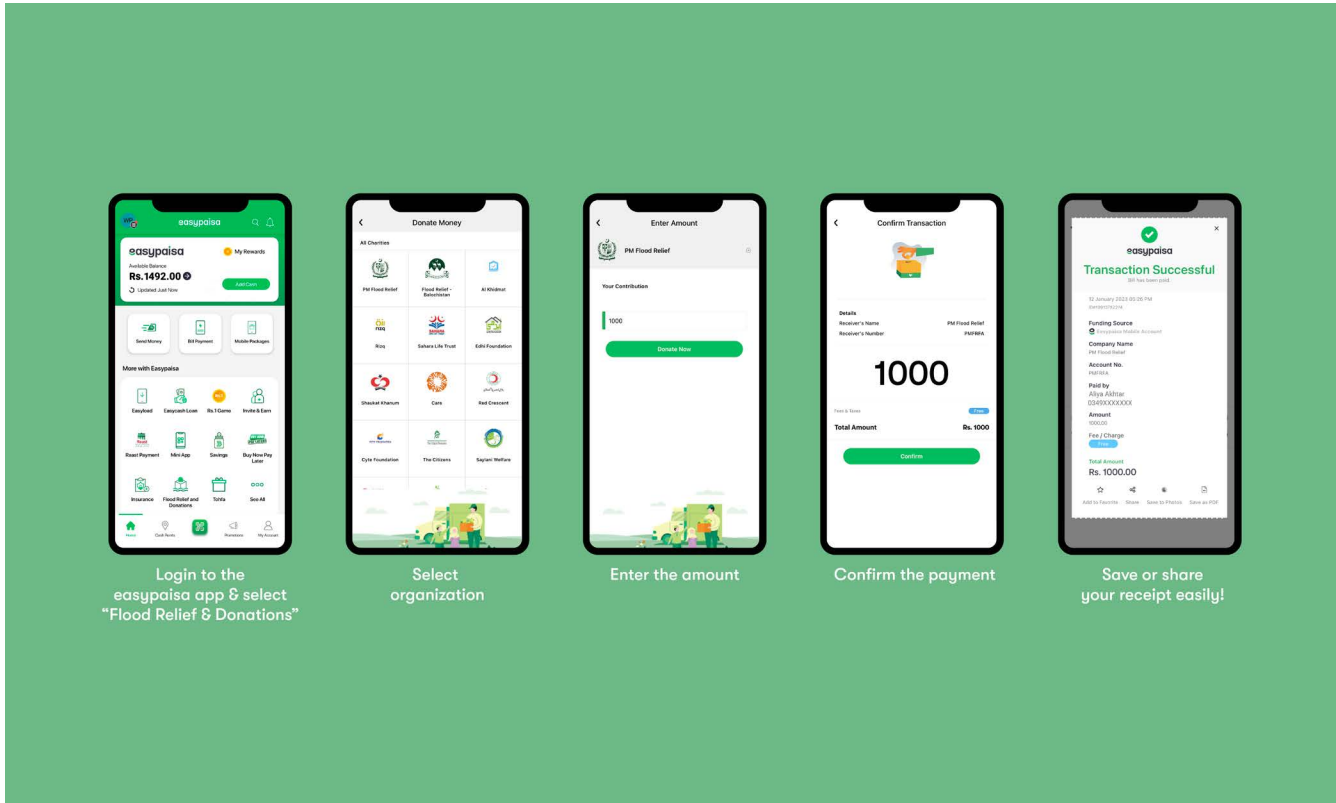 easypaisa
easypaisa
My Rewards
Available Balance
Rs.1492.00
Updated Just Now
Add Cash
Send Money
Bill Payment
Mobile Packages
More with Easypaisa
Easyload
Easycash Loan
Rs.1 Game
Invite & Earn
Raast Payment
Mini App
Savings
Buy Now Pay
Later
Insurance
Flood Relief and
Donations
Tohfa
See All
Home
Cash Points
Promotions
My Account
Login to the
easypaisa app & select
“Flood Relief & Donations”
Donate Money
All Charities
PM Flood Relief
Flood Relief -
Balochistan
Al Khidmat
rizq
Rizq
Sahara Life Trust
Edhi Foundation
Shaukat Khanum
Care
Red Crescent
Cyte Foundation
The Citizens
Saylani Welfare
Select
organization
Enter Amount
PM Flood Relief
Your Contribution
1000
Donate Now
Enter the amount
Confirm Transaction
Details
Receiver's Name PM Flood Relief
Receiver's Number PMFRFA
1000
Fees & Taxes Free
Total Amount Rs. 1000
Confirm
Confirm the payment
easypaisa
Transaction Successful
Bill has been paid
12 January 2023
PM
Funding Source
Easypaisa Mobile Account
Company Name
PM Flood Relief
Account No.
PMFRFA
Paid by
Aliya Akhtar
0349XXXXXXX
Amount
1000.00
Fee / Charge
Free
Total Amount
Rs. 1000.00
Add to Favorite
Share
Save to Photos
Save as PDF
Save or share
your receipt easily!